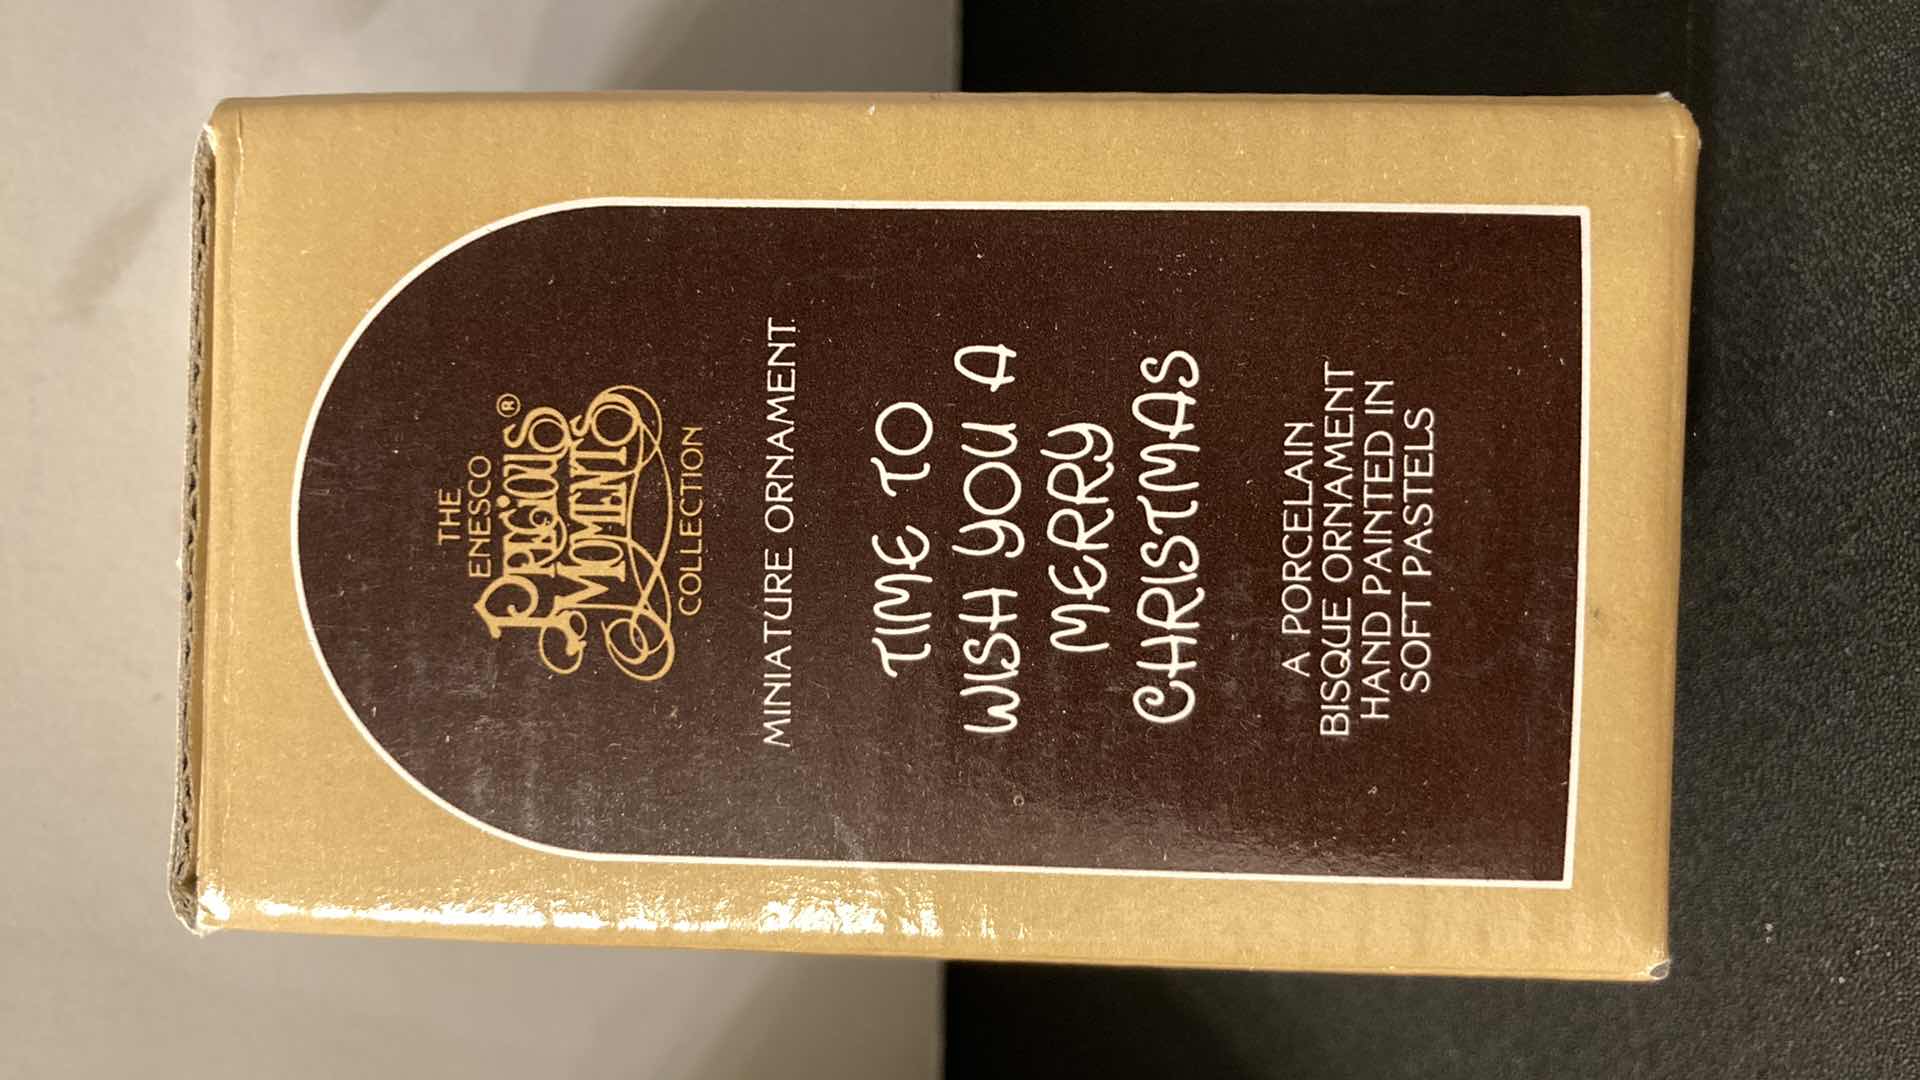 THE
ENESCO
PRECIOUS®
MOMENTS
COLLECTION
MINIATURE ORNAMENT
TIME TO
WISH YOU A
MERRY
CHRISTMAS
A PORCELAIN
BISQUE ORNAMENT
HAND PAINTED IN
SOFT PASTELS